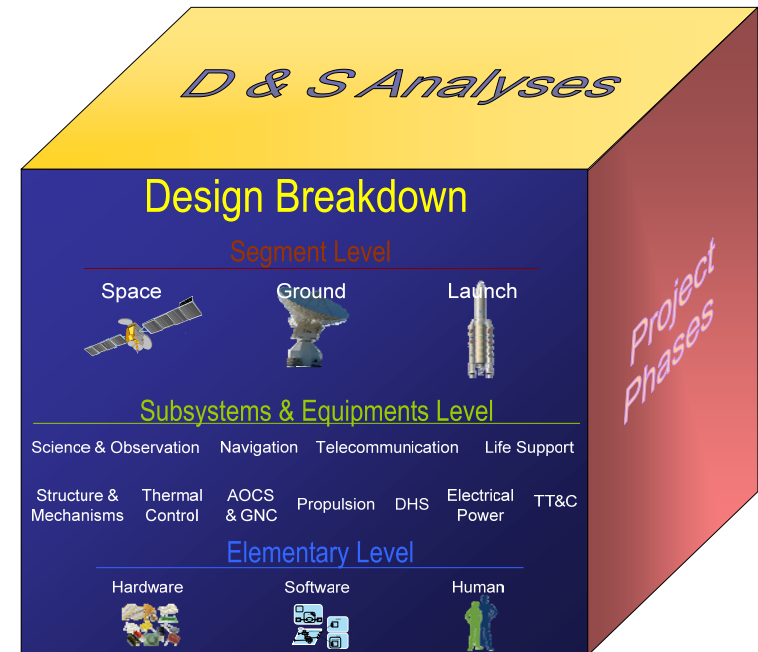 D & S Analyses
Design Breakdown
Segment Level
Space Ground Launch
Subsystems & Equipments Level
Science & Observation Navigation Telecommunication Life Support
Structure & Mechanisms Thermal Control AOCS & GNC Propulsion DHS Electrical Power TT&C
Elementary Level
Hardware Software Human
Project
Phases